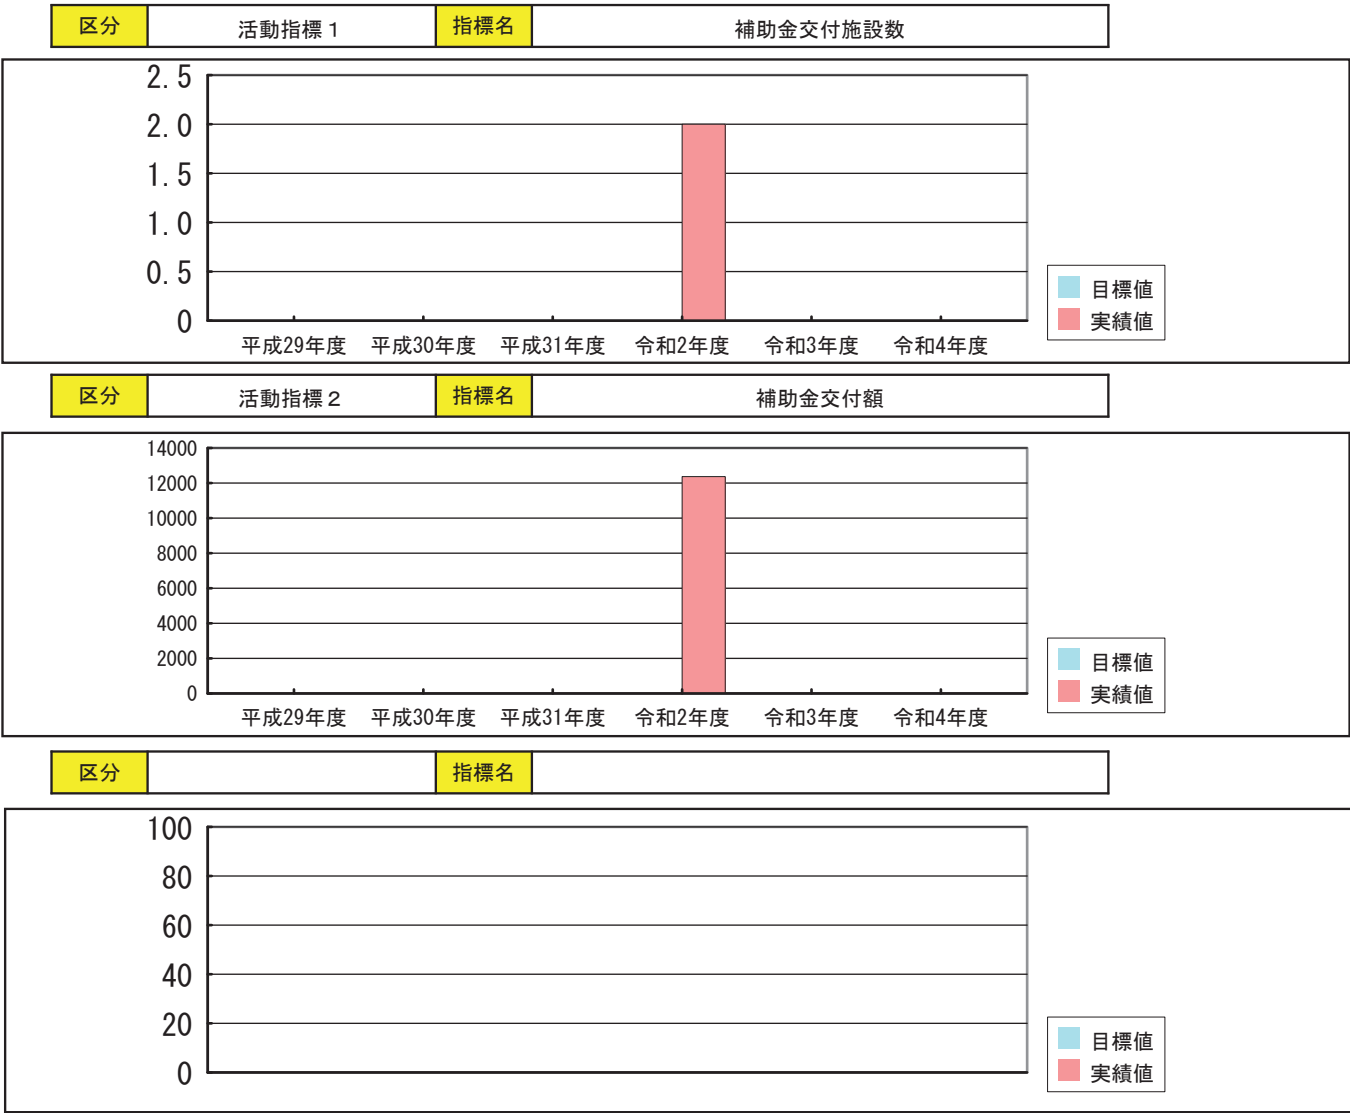 区分 活動指標１ 指標名 補助金交付施設数
2.5
2.0
1.5
1.0
0.5
0
平成29年度 平成30年度 平成31年度 令和2年度 令和3年度 令和4年度
目標値
実績値
区分 活動指標２ 指標名 補助金交付額
14000
12000
10000
8000
6000
4000
2000
0
平成29年度 平成30年度 平成31年度 令和2年度 令和3年度 令和4年度
目標値
実績値
区分 指標名
100
80
60
40
20
0
目標値
実績値